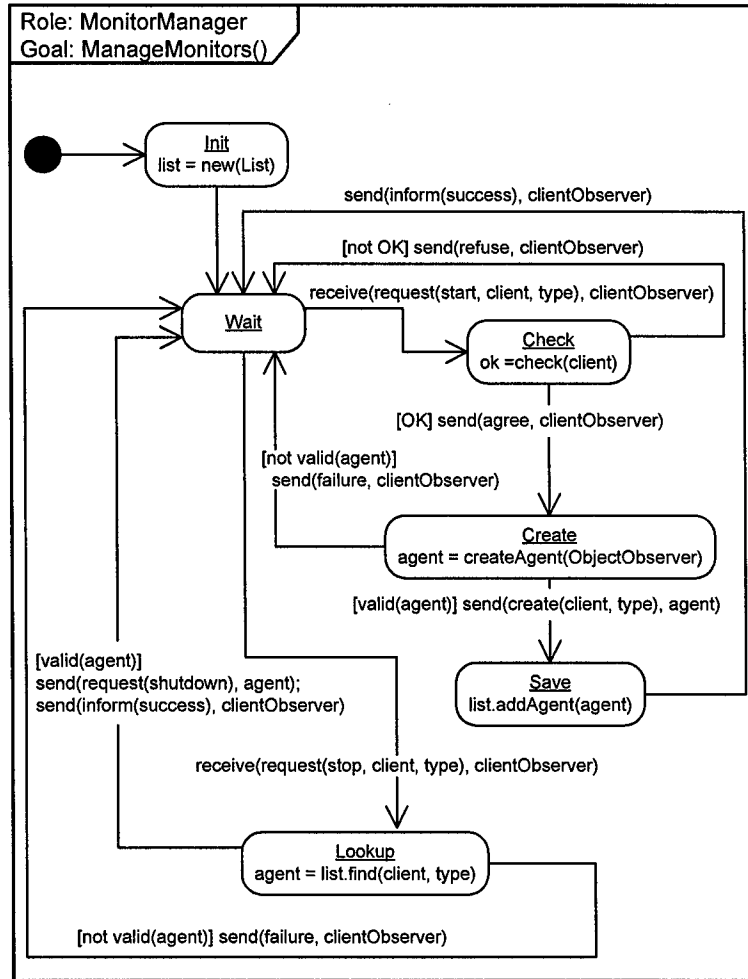 Role: MonitorManager
Goal: ManageMonitors()
Init
list = new(List)
send(inform(success), clientObserver)
[not OK] send(refuse, clientObserver)
receive(request(start, client, type), clientObserver)
Wait
Check
ok =check(client)
[OK] send(agree, clientObserver)
[not valid(agent)]
send(failure, clientObserver)
Create
agent = createAgent(ObjectObserver)
[valid(agent)] send(create(client, type), agent)
[valid(agent)]
send(request(shutdown), agent);
send(inform(success), clientObserver)
Save
list.addAgent(agent)
receive(request(stop, client, type), clientObserver)
Lookup
agent = list.find(client, type)
[not valid(agent)] send(failure, clientObserver)